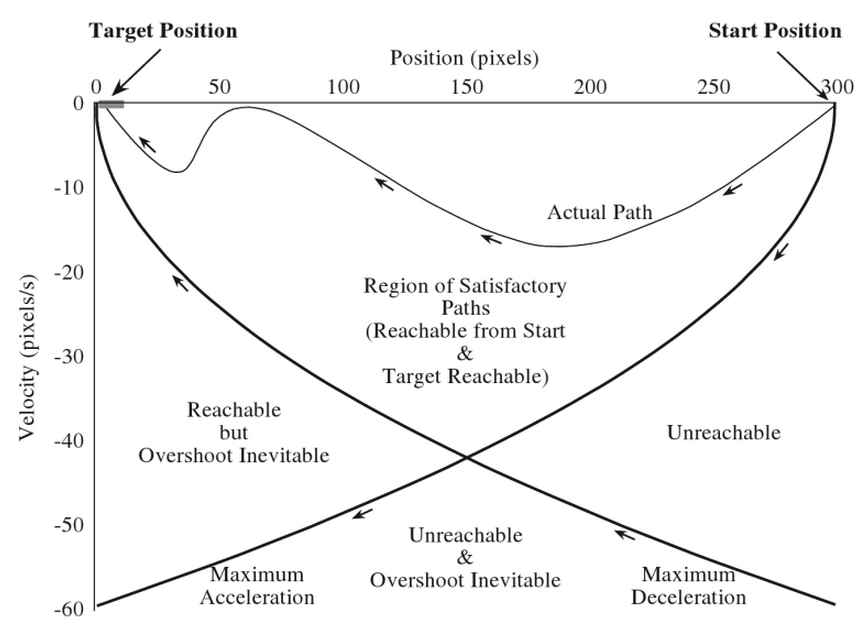 Target Position
Start Position
Position (pixels)
0 50 100 150 200 250 300
0
-10
-20
-30
-40
-50
-60
Velocity (pixels/s)
Actual Path
Region of Satisfactory
Paths
(Reachable from Start
&
Target Reachable)
Reachable
but
Overshoot Inevitable
Unreachable
Unreachable
&
Overshoot Inevitable
Maximum
Acceleration
Maximum
Deceleration